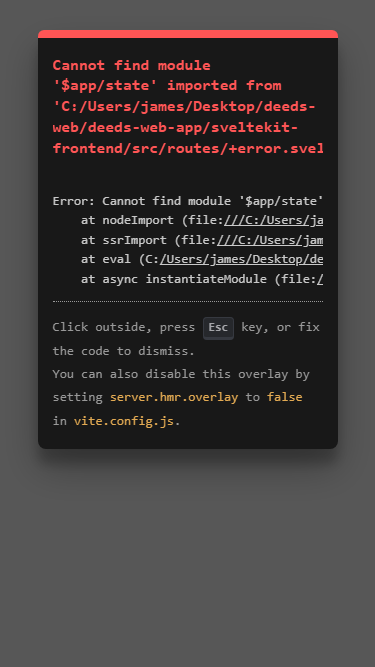 Cannot find module
'$app/state' imported from
'C:/Users/james/Desktop/deeds-
web/deeds-web-app/sveltekit-
frontend/src/routes/+error.svel
Error: Cannot find module '$app/state'
at nodeImport (file:///C:/Users/ja
at ssrImport (file:///C:/Users/jam
at eval (C:/Users/james/Desktop/de
at async instantiateModule (file:/
Click outside, press Esc key, or fix
the code to dismiss.
You can also disable this overlay by
setting server.hmr.overlay to false
in vite.config.js.